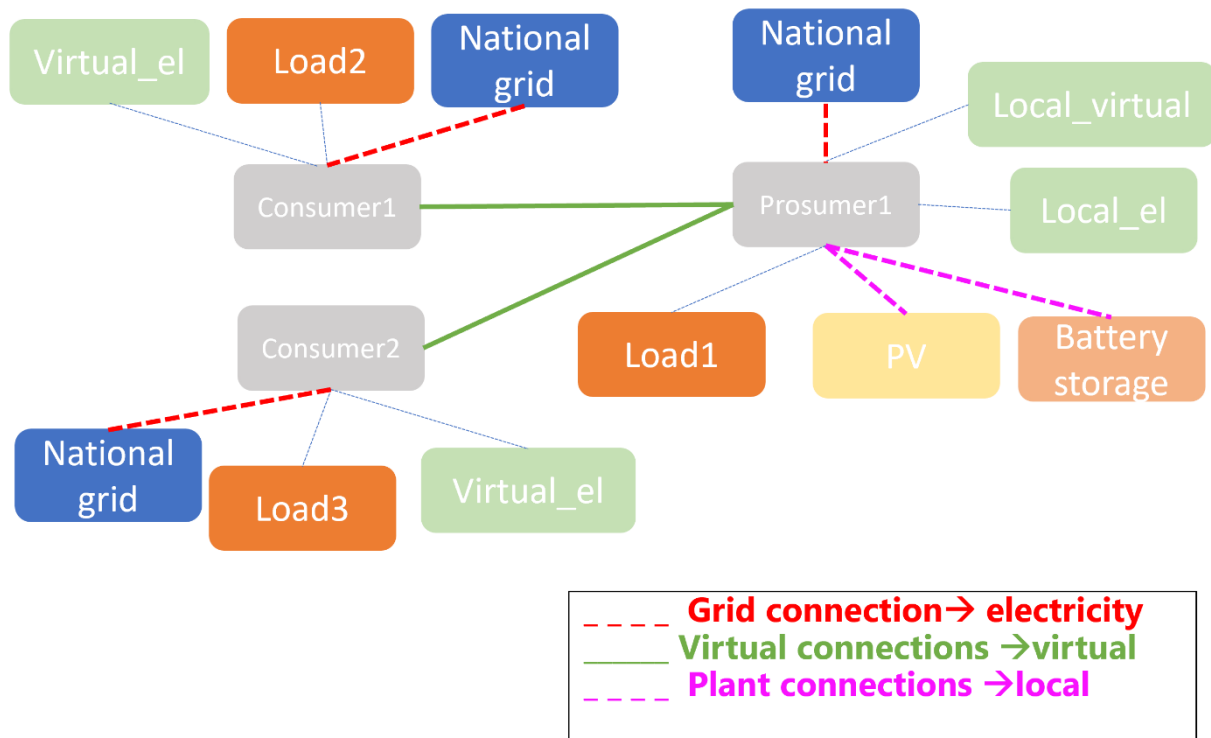 Virtual_el
Load2
National
grid
National
grid
Local_virtual
Consumer1
Prosumer1
Local_el
Consumer2
Load1
PV
Battery
storage
National
grid
Load3
Virtual_el
_ _ _ _ Grid connection→ electricity
______ Virtual connections →virtual
_ _ _ _ Plant connections →local